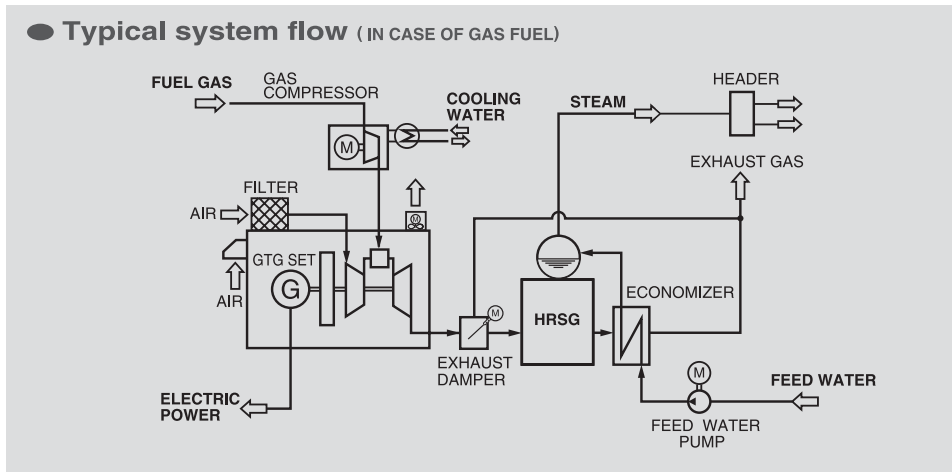 Typical system flow (IN CASE OF GAS FUEL)
FUEL GAS
GAS
COMPRESSOR
COOLING
WATER
STEAM
HEADER
M
EXHAUST GAS
FILTER
AIR
M
GTG SET
G
AIR
ECONOMIZER
M
HRSG
EXHAUST
DAMPER
M
FEED WATER
ELECTRIC
POWER
FEED WATER
PUMP